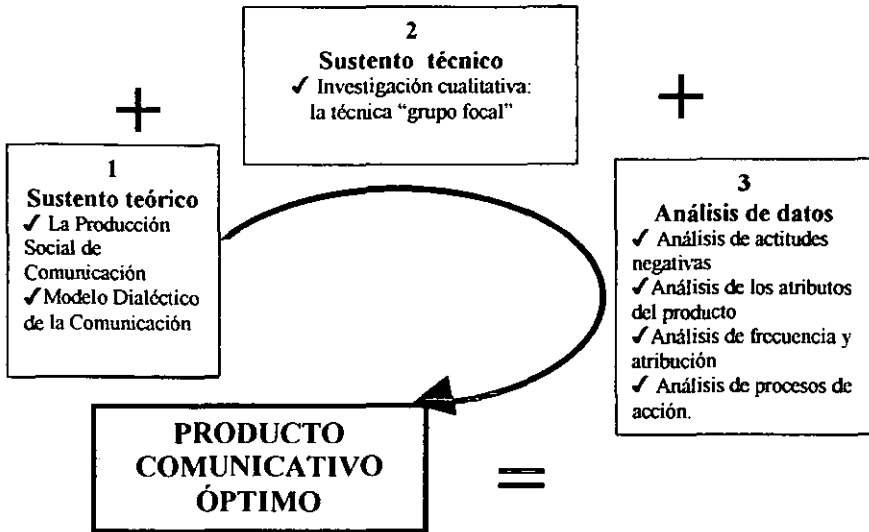 1
Sustento teórico
✓ La Producción
Social de
Comunicación
✓Modelo Dialéctico
de la Comunicación
+
2
Sustento técnico
✓ Investigación cualitativa:
la técnica “grupo focal”
+
3
Análisis de datos
✓ Análisis de actitudes
negativas
✓Análisis de los atributos
del producto
✓Análisis de frecuencia y
atribución
✓ Análisis de procesos de
acción.
=
PRODUCTO
COMUNICATIVO
ÓPTIMO